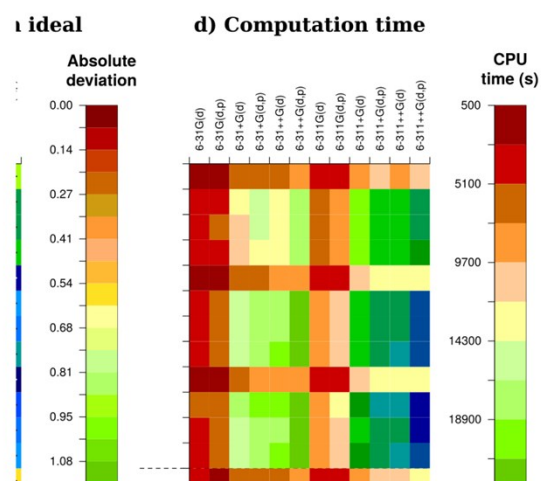 ideal
d) Computation time
Absolute
deviation
CPU
time (s)
6-31G(d)
6-31G(d,p)
6-31+G(d)
6-31+G(d,p)
6-31++G(d)
6-31++G(d,p)
6-311G(d)
6-311G(d,p)
6-311+G(d)
6-311+G(d,p)
6-311++G(d)
6-311++G(d,p)
0.00
0.14
0.27
0.41
0.54
0.68
0.81
0.95
1.08
500
5100
9700
14300
18900